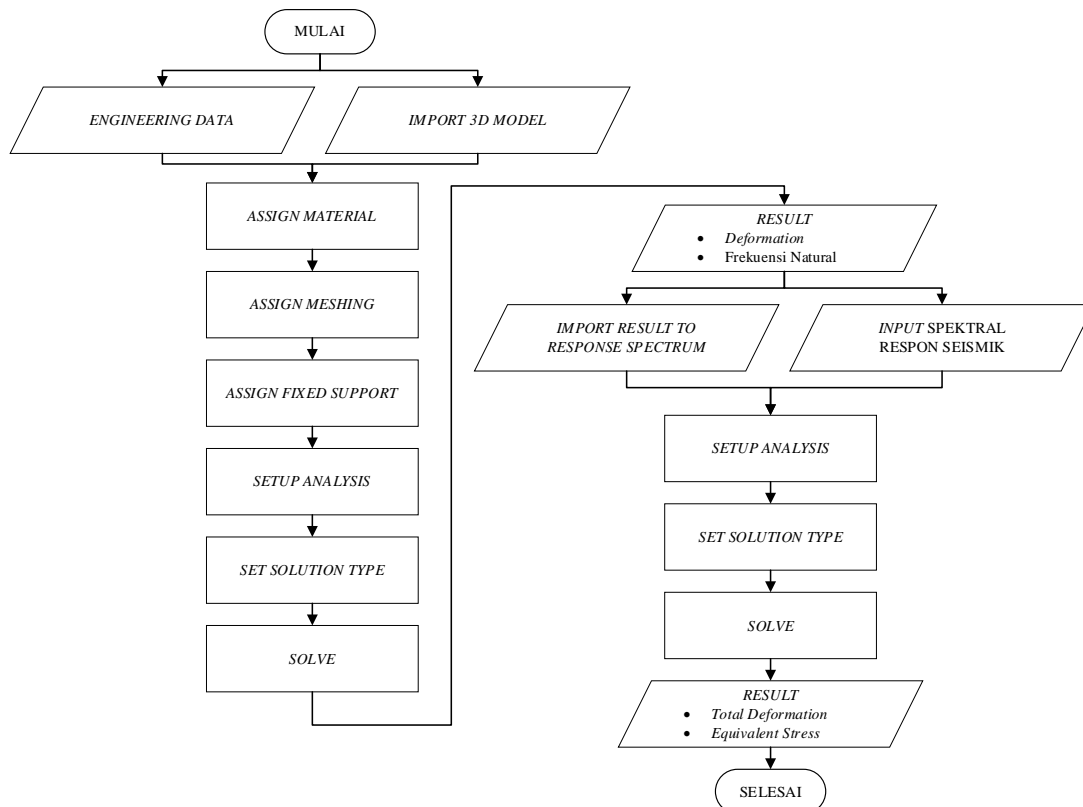 MULAI
ENGINEERING DATA
IMPORT 3D MODEL
ASSIGN MATERIAL
ASSIGN MESHING
ASSIGN FIXED SUPPORT
SETUP ANALYSIS
SET SOLUTION TYPE
SOLVE
RESULT
• Deformation
• Frekuensi Natural
IMPORT RESULT TO
RESPONSE SPECTRUM
INPUT SPEKTRAL
RESPON SEISMIK
SETUP ANALYSIS
SET SOLUTION TYPE
SOLVE
RESULT
• Total Deformation
• Equivalent Stress
SELESAI